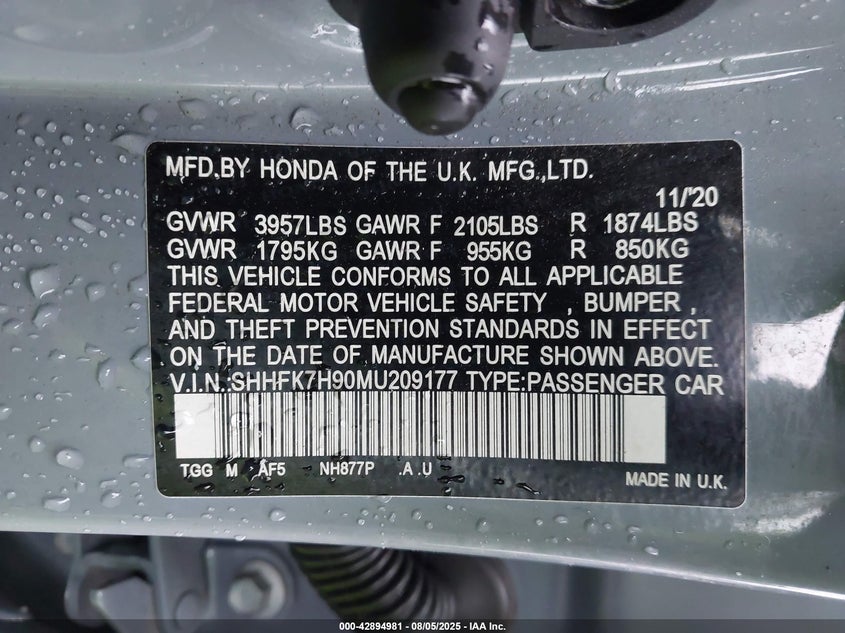 MFD.BY HONDA OF THE U.K. MFG.,LTD.
11/'20
GVWR 3957LBS GAWR F 2105LBS R 1874LBS
GVWR 1795KG GAWR F 955KG R 850KG
THIS VEHICLE CONFORMS TO ALL APPLICABLE
FEDERAL MOTOR VEHICLE SAFETY , BUMPER ,
AND THEFT PREVENTION STANDARDS IN EFFECT
ON THE DATE OF MANUFACTURE SHOWN ABOVE.
V.I.N.:SHHFK7H90MU209177 TYPE:PASSENGER CAR
TGG M AF5 NH877P .A .U
MADE IN U.K.
000-42894981 - 08/05/2025 - IAA Inc.